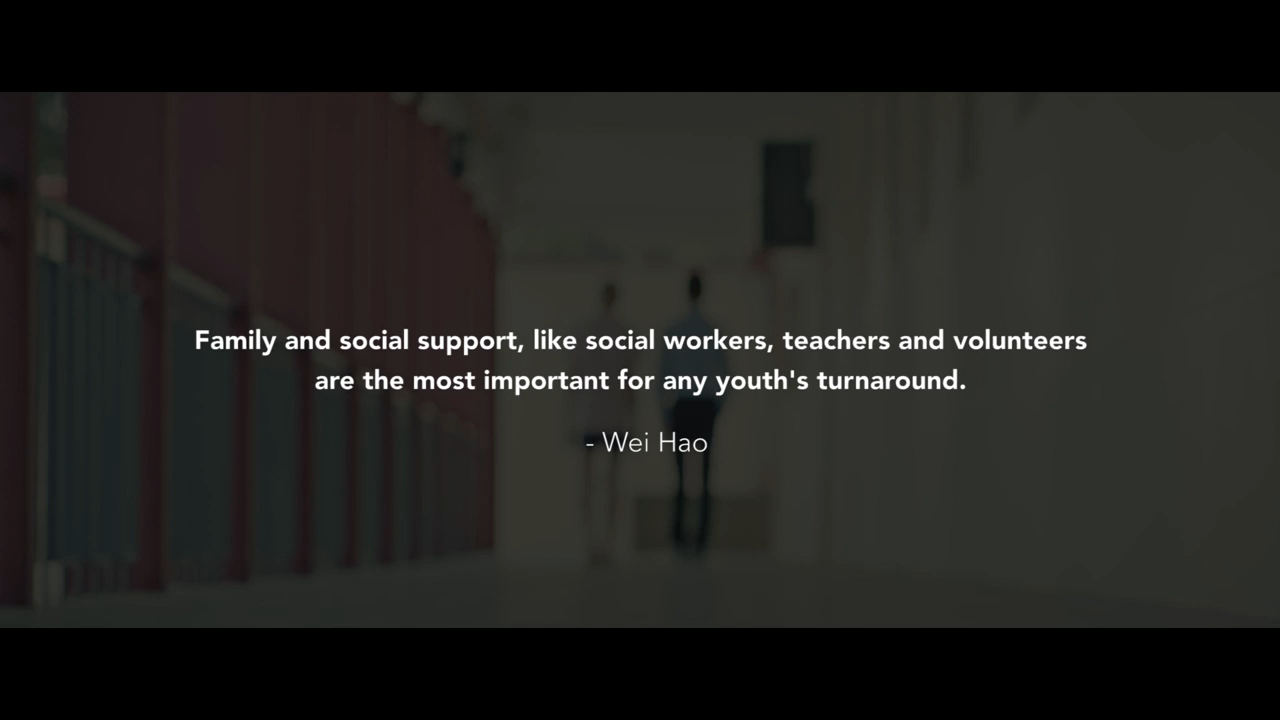 Family and social support, like social workers, teachers and volunteers
are the most important for any youth's turnaround.
- Wei Hao